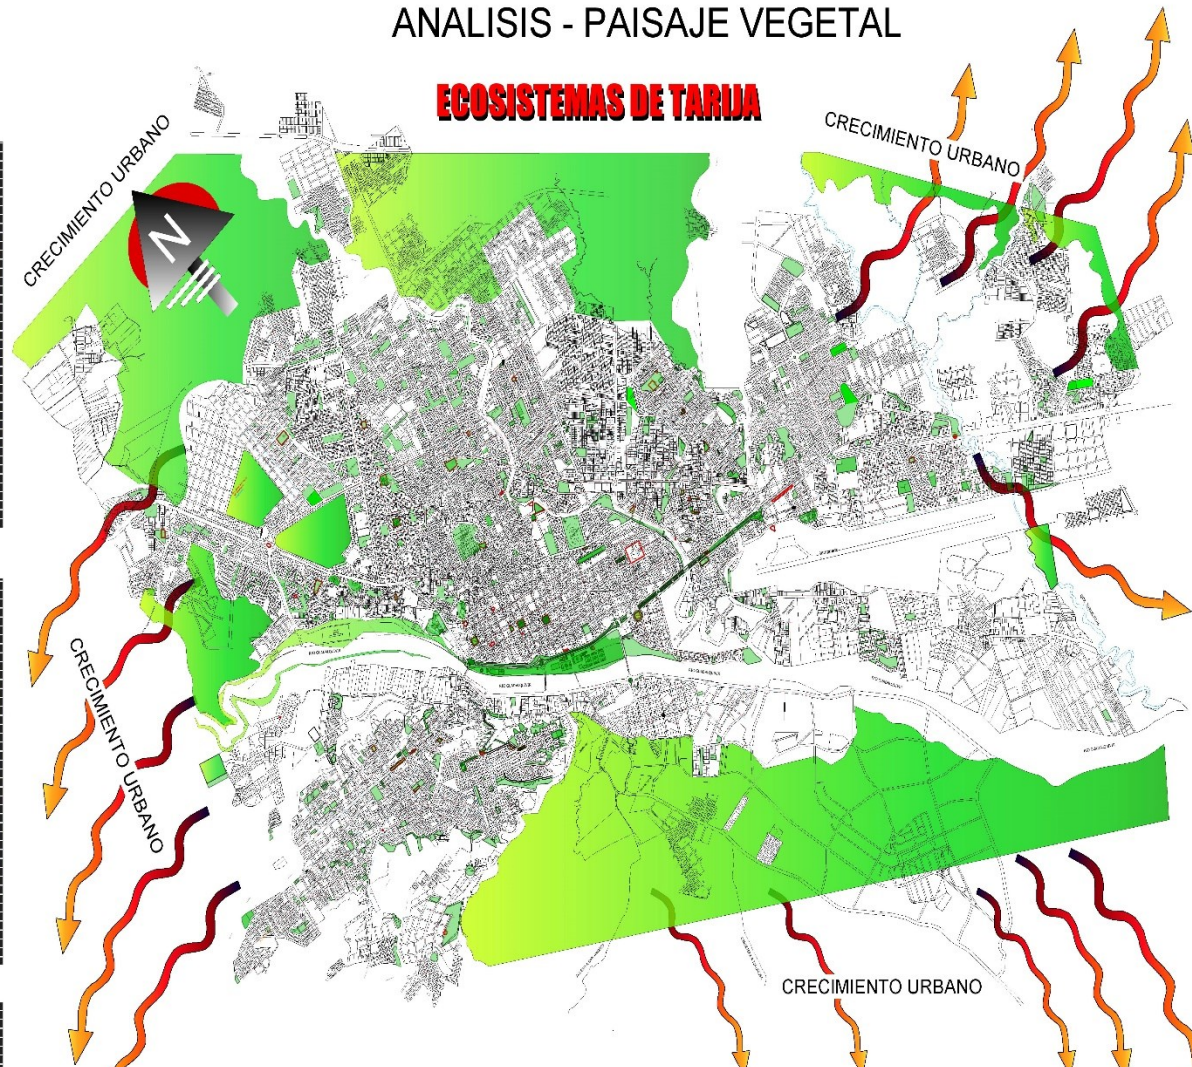 ANALISIS - PAISAJE VEGETAL
ECOSISTEMAS DE TARIJA
CRECIMIENTO URBANO
CRECIMIENTO URBANO
N
CRECIMIENTO URBANO
CRECIMIENTO URBANO